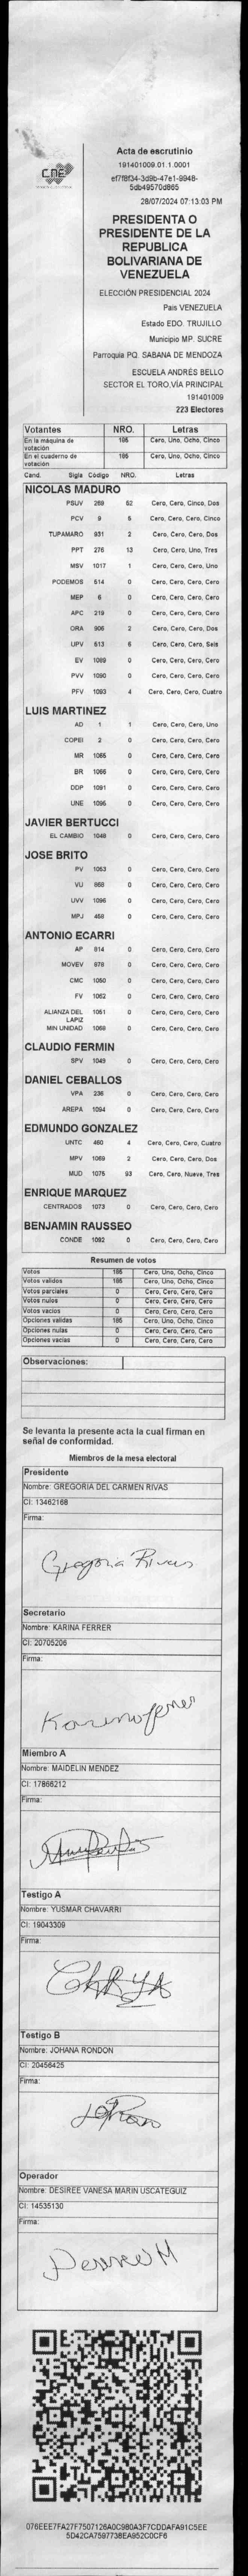 CNE
Acta de escrutinio
191401009.01.1.0001
ef7f8f34-3d9b-47e1-9948-
5db49570d865
28/07/2024 07:13:03 PM
PRESIDENTA O
PRESIDENTE DE LA
REPUBLICA
BOLIVARIANA DE
VENEZUELA
ELECCIÓN PRESIDENCIAL 2024
Pais VENEZUELA
Estado EDO. TRUJILLO
Municipio MP. SUCRE
Parroquia PQ. SABANA DE MENDOZA
ESCUELA ANDRÉS BELLO
SECTOR EL TORO,VÍA PRINCIPAL
191401009
223 Electores
Votantes NRO. Letras
En la máquina de votación 185 Cero, Uno, Ocho, Cinco
En el cuaderno de votación 185 Cero, Uno, Ocho, Cinco
Cand. Sigla Código NRO. Letras
NICOLAS MADURO
PSUV 269 52 Cero, Cero, Cinco, Dos
PCV 9 5 Cero, Cero, Cero, Cinco
TUPAMARO 931 2 Cero, Cero, Cero, Dos
PPT 276 13 Cero, Cero, Uno, Tres
MSV 1017 1 Cero, Cero, Cero, Uno
PODEMOS 514 0 Cero, Cero, Cero, Cero
MEP 6 0 Cero, Cero, Cero, Cero
APC 219 0 Cero, Cero, Cero, Cero
ORA 906 2 Cero, Cero, Cero, Dos
UPV 613 6 Cero, Cero, Cero, Seis
EV 1089 0 Cero, Cero, Cero, Cero
PVV 1090 0 Cero, Cero, Cero, Cero
PFV 1093 4 Cero, Cero, Cero, Cuatro
LUIS MARTINEZ
AD 1 1 Cero, Cero, Cero, Uno
COPEI 2 0 Cero, Cero, Cero, Cero
MR 1065 0 Cero, Cero, Cero, Cero
BR 1066 0 Cero, Cero, Cero, Cero
DDP 1091 0 Cero, Cero, Cero, Cero
UNE 1095 0 Cero, Cero, Cero, Cero
JAVIER BERTUCCI
EL CAMBIO 1048 0 Cero, Cero, Cero, Cero
JOSE BRITO
PV 1053 0 Cero, Cero, Cero, Cero
VU 868 0 Cero, Cero, Cero, Cero
UVV 1096 0 Cero, Cero, Cero, Cero
MPJ 458 0 Cero, Cero, Cero, Cero
ANTONIO ECARRI
AP 914 0 Cero, Cero, Cero, Cero
MOVEV 878 0 Cero, Cero, Cero, Cero
CMC 1050 0 Cero, Cero, Cero, Cero
FV 1062 0 Cero, Cero, Cero, Cero
ALIANZA DEL LAPIZ 1051 0 Cero, Cero, Cero, Cero
MIN UNIDAD 1068 0 Cero, Cero, Cero, Cero
CLAUDIO FERMIN
SPV 1049 0 Cero, Cero, Cero, Cero
DANIEL CEBALLOS
VPA 236 0 Cero, Cero, Cero, Cero
AREPA 1094 0 Cero, Cero, Cero, Cero
EDMUNDO GONZALEZ
UNTC 460 4 Cero, Cero, Cero, Cuatro
MPV 1069 2 Cero, Cero, Cero, Dos
MUD 1075 93 Cero, Cero, Nueve, Tres
ENRIQUE MARQUEZ
CENTRADOS 1073 0 Cero, Cero, Cero, Cero
BENJAMIN RAUSSEO
CONDE 1092 0 Cero, Cero, Cero, Cero
Resumen de votos
Votos 185 Cero, Uno, Ocho, Cinco
Votos validos 185 Cero, Uno, Ocho, Cinco
Votos parciales 0 Cero, Cero, Cero, Cero
Votos nulos 0 Cero, Cero, Cero, Cero
Votos vacios 0 Cero, Cero, Cero, Cero
Opciones validas 185 Cero, Uno, Ocho, Cinco
Opciones nulas 0 Cero, Cero, Cero, Cero
Opciones vacias 0 Cero, Cero, Cero, Cero
Observaciones:
Se levanta la presente acta la cual firman en
señal de conformidad.
Miembros de la mesa electoral
Presidente
Nombre: GREGORIA DEL CARMEN RIVAS
CI: 13462168
Firma:
Gregoria Rivas
Secretario
Nombre: KARINA FERRER
CI: 20705206
Firma:
Karina ferrer
Miembro A
Nombre: MAIDELIN MENDEZ
CI: 17866212
Firma:
Testigo A
Nombre: YUSMAR CHAVARRI
CI: 19043309
Firma:
Testigo B
Nombre: JOHANA RONDON
CI: 20456425
Firma:
Operador
Nombre: DESIREE VANESA MARIN USCATEGUIZ
CI: 14535130
Firma:
Desiree M
076EEE7FA27F7507126A0C980A3F7CDDAFA91C5EE
5D42CA7597738EA952C0CF6